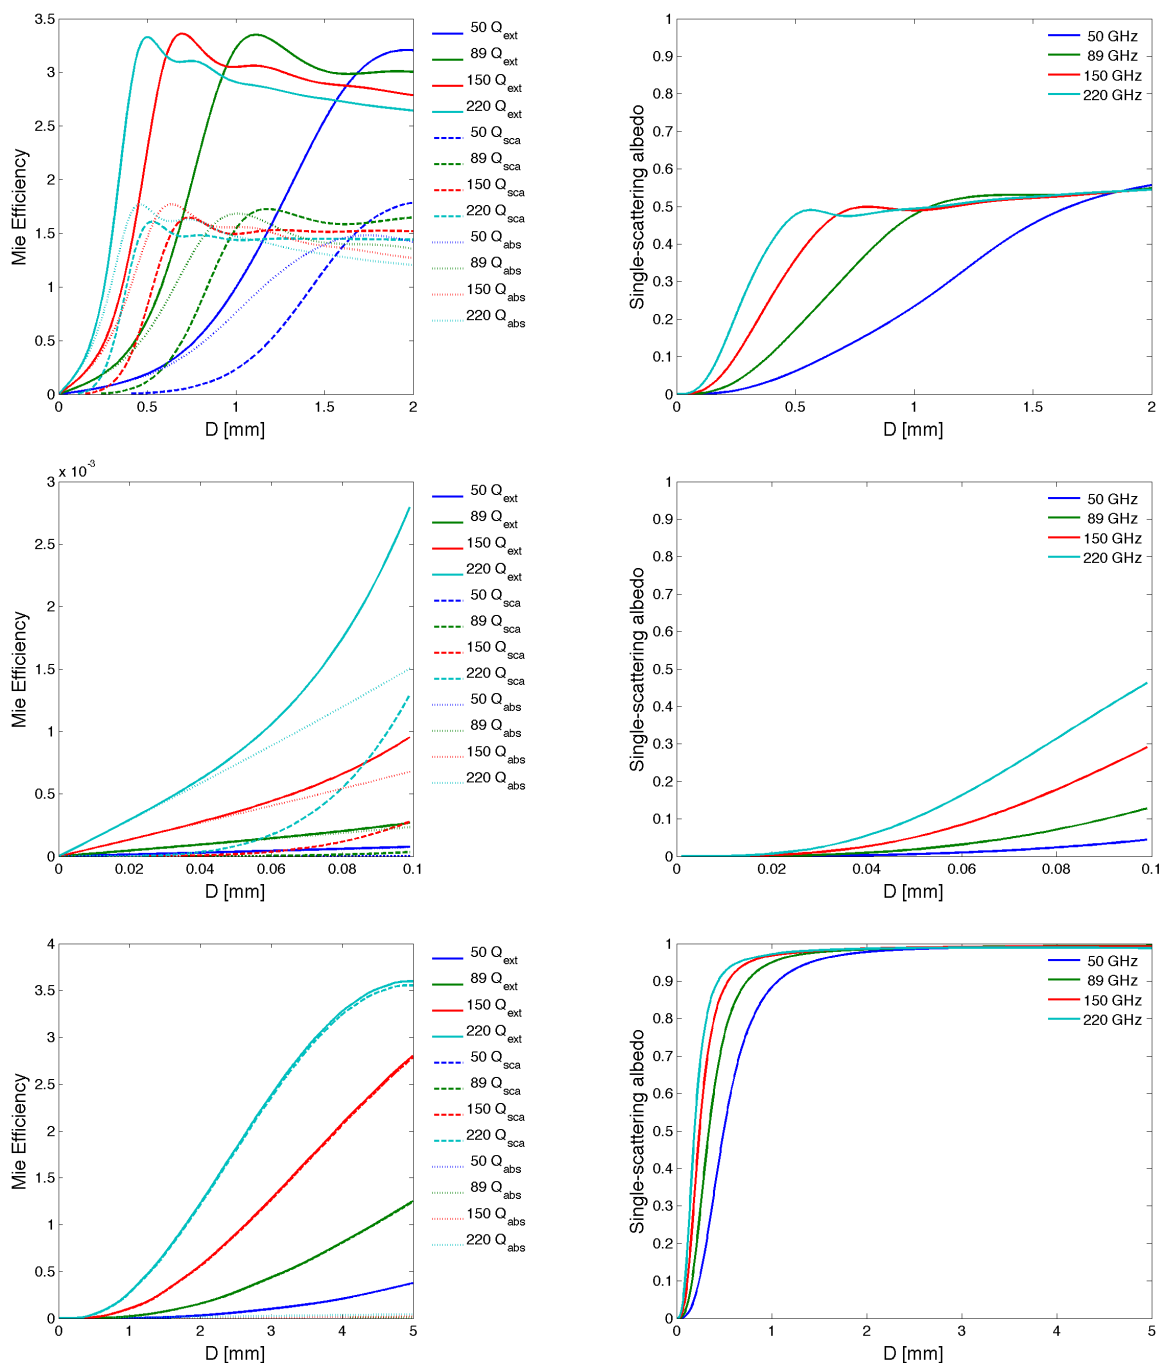 3.5
3
2.5
2
1.5
1
0.5
0
0 0.5 1 1.5 2
Mie Efficiency
D [mm]
50 Qext
89 Qext
150 Qext
220 Qext
50 Qsca
89 Qsca
150 Qsca
220 Qsca
50 Qabs
89 Qabs
150 Qabs
220 Qabs
1
0.9
0.8
0.7
0.6
0.5
0.4
0.3
0.2
0.1
0
0 0.5 1 1.5 2
Single-scattering albedo
D [mm]
50 GHz
89 GHz
150 GHz
220 GHz
x 10-3
3
2.5
2
1.5
1
0.5
0
0 0.02 0.04 0.06 0.08 0.1
Mie Efficiency
D [mm]
50 Qext
89 Qext
150 Qext
220 Qext
50 Qsca
89 Qsca
150 Qsca
220 Qsca
50 Qabs
89 Qabs
150 Qabs
220 Qabs
1
0.9
0.8
0.7
0.6
0.5
0.4
0.3
0.2
0.1
0
0 0.02 0.04 0.06 0.08 0.1
Single-scattering albedo
D [mm]
50 GHz
89 GHz
150 GHz
220 GHz
4
3.5
3
2.5
2
1.5
1
0.5
0
0 1 2 3 4 5
Mie Efficiency
D [mm]
50 Qext
89 Qext
150 Qext
220 Qext
50 Qsca
89 Qsca
150 Qsca
220 Qsca
50 Qabs
89 Qabs
150 Qabs
220 Qabs
1
0.9
0.8
0.7
0.6
0.5
0.4
0.3
0.2
0.1
0
0 1 2 3 4 5
Single-scattering albedo
D [mm]
50 GHz
89 GHz
150 GHz
220 GHz